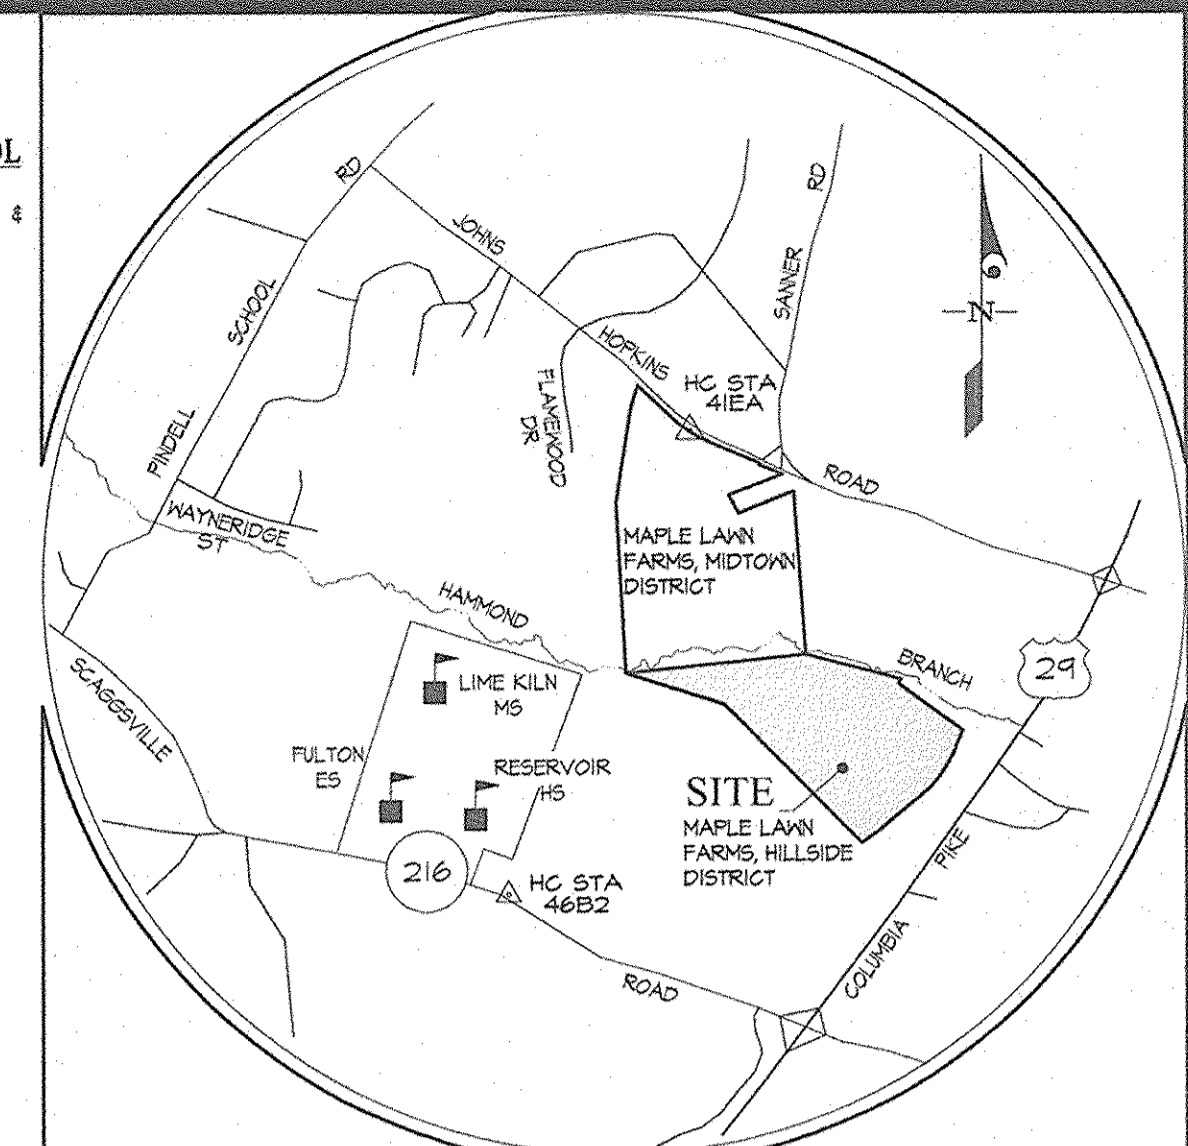 OL
&
RD
JOHNS
SANNER
RD
SCHOOL
N
HOPKINS
FLAMEWOOD
DR
HC STA
41EA
PINDELL
ROAD
WAYNERIDGE
ST
MAPLE LAWN
FARMS, MIDTOWN
DISTRICT
HAMMOND
BRANCH
29
SCAGGSVILLE
LIME KILN
MS
FULTON
ES
RESERVOIR
HS
SITE
MAPLE LAWN
FARMS, HILLSIDE
DISTRICT
216
HC STA
46B2
PIKE
COLUMBIA
ROAD